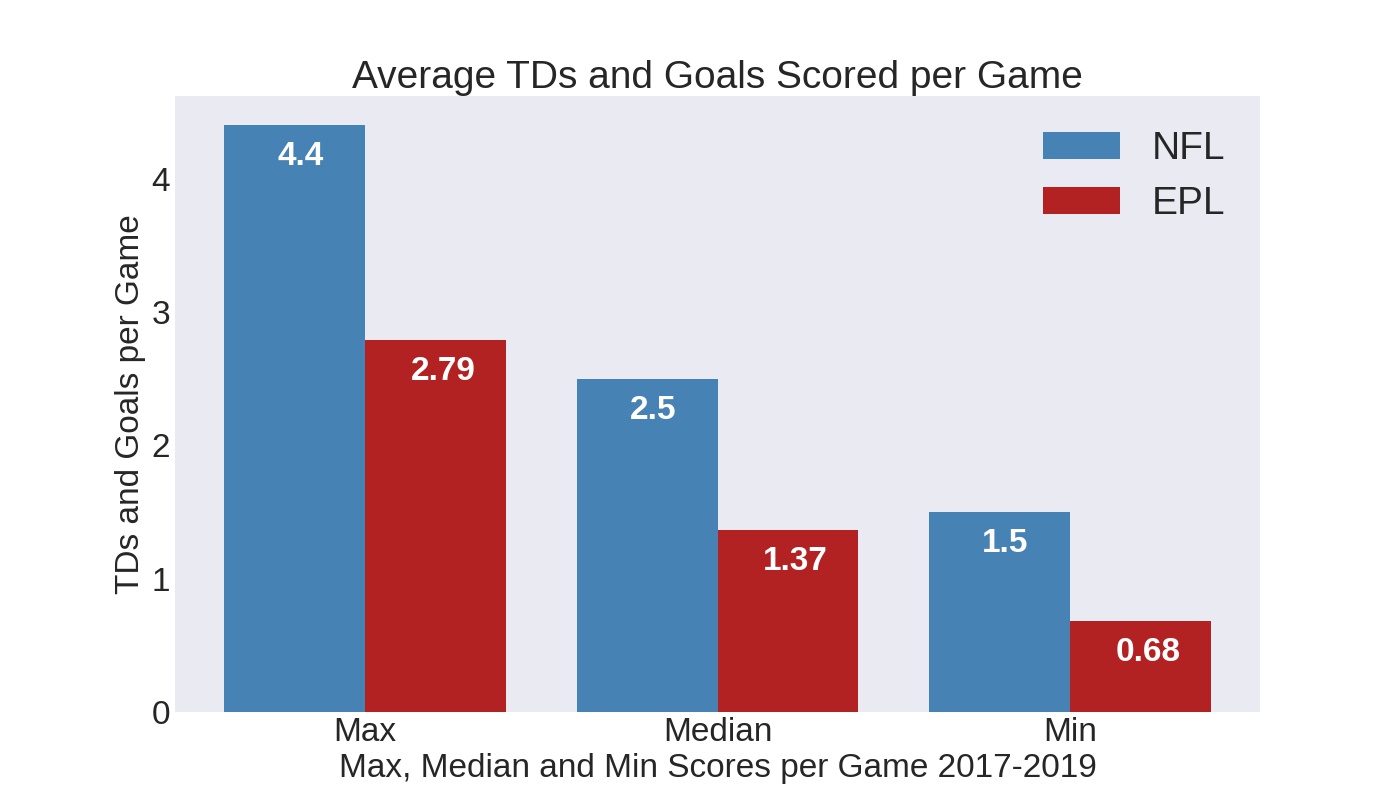 Average TDs and Goals Scored per Game
NFL
EPL
TDs and Goals per Game
4
3
2
1
0
4.4
2.79
2.5
1.37
1.5
0.68
Max
Median
Min
Max, Median and Min Scores per Game 2017-2019